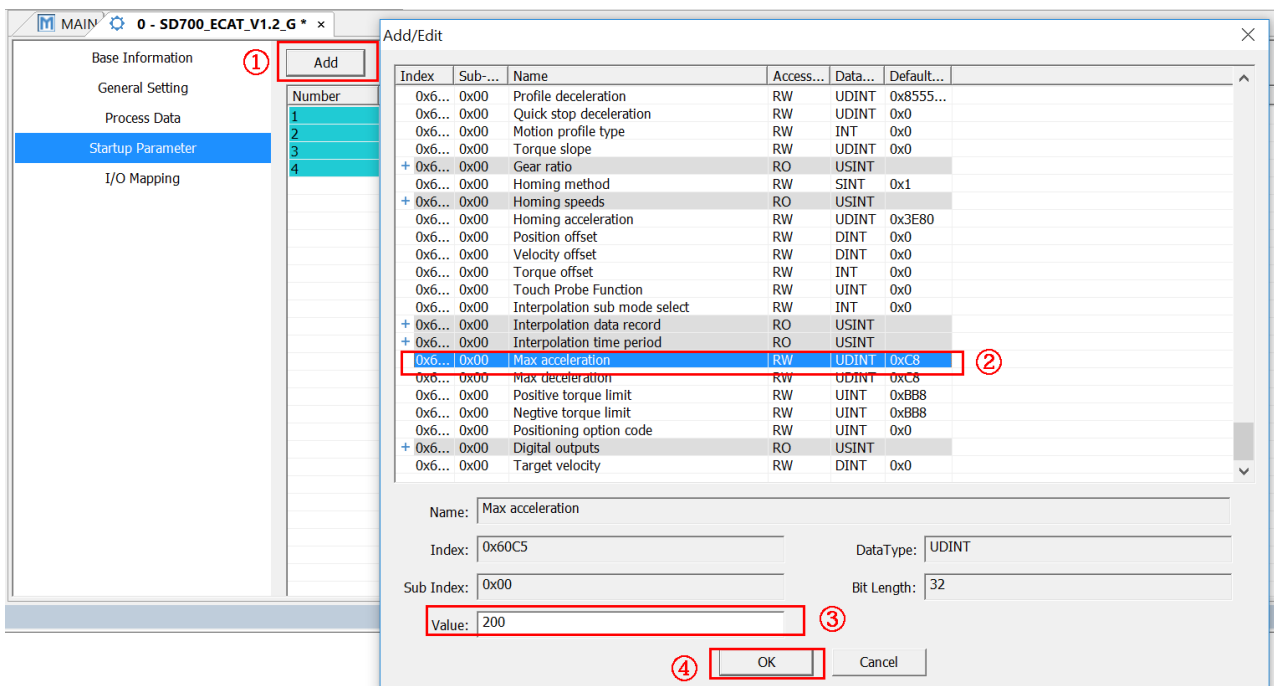 MAIN 0 - SD700_ECAT_V1.2_G * ×
Base Information
General Setting
Process Data
Startup Parameter
I/O Mapping
① Add
Number
1
2
3
4
Add/Edit
Index Sub-... Name Access... Data... Default...
0x6... 0x00 Profile deceleration RW UDINT 0x8555...
0x6... 0x00 Quick stop deceleration RW UDINT 0x0
0x6... 0x00 Motion profile type RW INT 0x0
0x6... 0x00 Torque slope RW UDINT 0x0
+ 0x6... 0x00 Gear ratio RO USINT
0x6... 0x00 Homing method RW SINT 0x1
+ 0x6... 0x00 Homing speeds RO USINT
0x6... 0x00 Homing acceleration RW UDINT 0x3E80
0x6... 0x00 Position offset RW DINT 0x0
0x6... 0x00 Velocity offset RW DINT 0x0
0x6... 0x00 Torque offset RW INT 0x0
0x6... 0x00 Touch Probe Function RW UINT 0x0
0x6... 0x00 Interpolation sub mode select RW INT 0x0
+ 0x6... 0x00 Interpolation data record RO USINT
+ 0x6... 0x00 Interpolation time period RO USINT
0x6... 0x00 Max acceleration RW UDINT 0xC8 ②
0x6... 0x00 Max deceleration RW UDINT 0xC8
0x6... 0x00 Positive torque limit RW UINT 0xBB8
0x6... 0x00 Negtive torque limit RW UINT 0xBB8
0x6... 0x00 Positioning option code RW UINT 0x0
+ 0x6... 0x00 Digital outputs RO USINT
0x6... 0x00 Target velocity RW DINT 0x0
Name: Max acceleration
Index: 0x60C5 DataType: UDINT
Sub Index: 0x00 Bit Length: 32
Value: 200 ③
④ OK Cancel